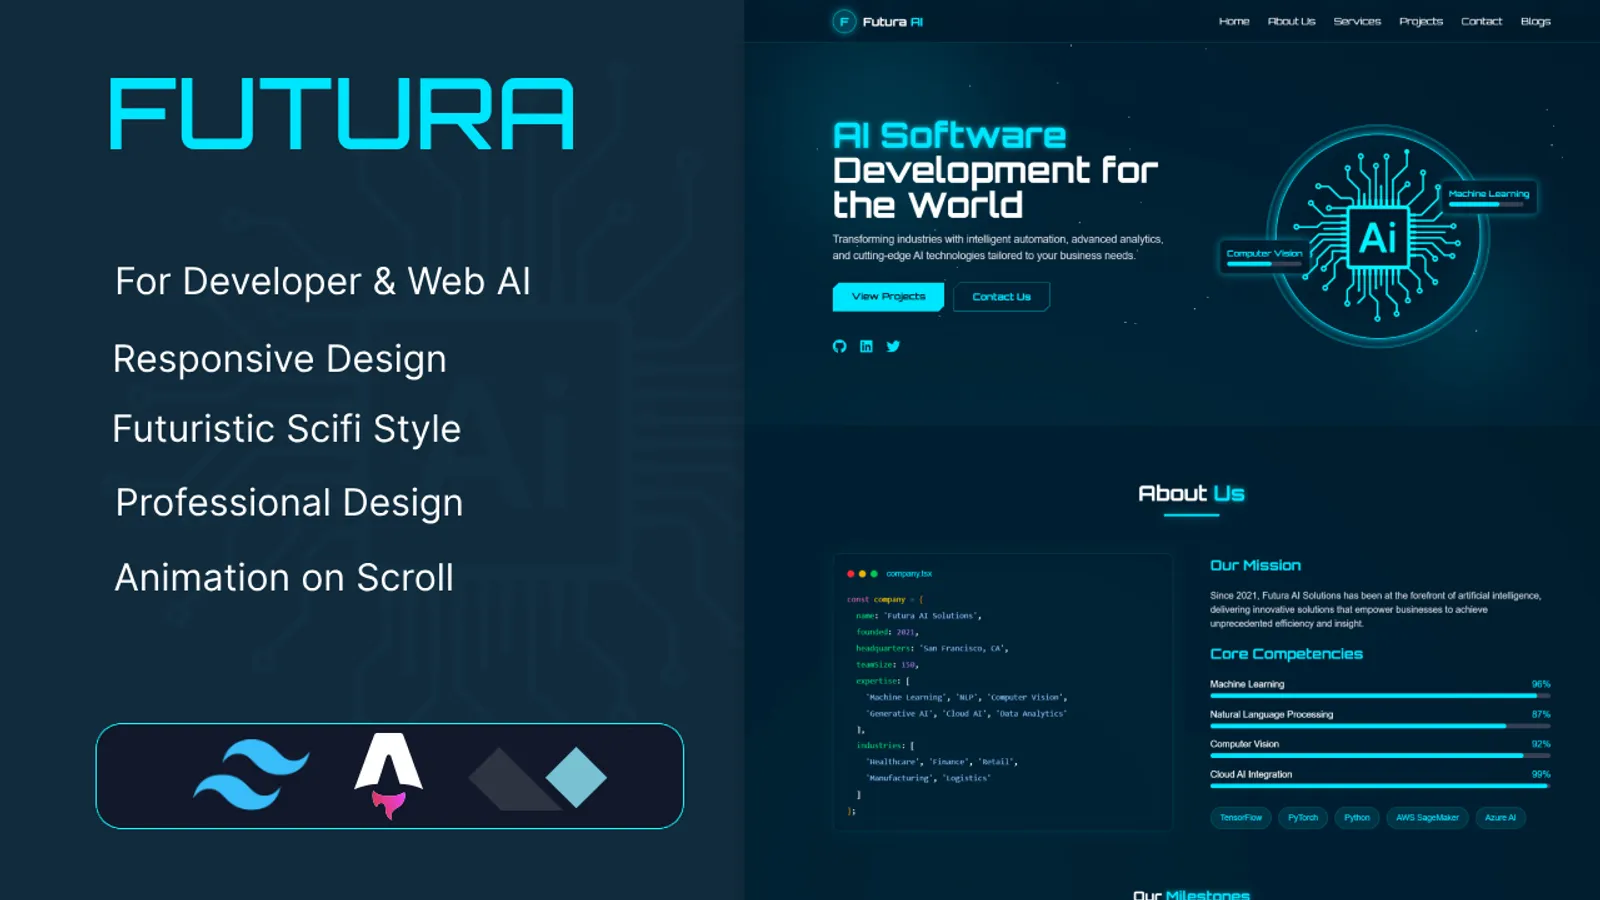 FUTURA
For Developer & Web AI
Responsive Design
Futuristic Scifi Style
Professional Design
Animation on Scroll
F Futura AI
Home About Us Services Projects Contact Blogs
AI Software
Development for
the World
Transforming industries with intelligent automation, advanced analytics,
and cutting-edge AI technologies tailored to your business needs.
View Projects Contact Us
Machine Learning
Ai
Computer Vision
About Us
company.tsx
const company = {
name: 'Futura AI Solutions',
founded: 2021,
headquarters: 'San Francisco, CA',
teamSize: 150,
expertise: [
'Machine Learning', 'NLP', 'Computer Vision',
'Generative AI', 'Cloud AI', 'Data Analytics'
],
industries: [
'Healthcare', 'Finance', 'Retail',
'Manufacturing', 'Logistics'
]
};
Our Mission
Since 2021, Futura AI Solutions has been at the forefront of artificial intelligence,
delivering innovative solutions that empower businesses to achieve
unprecedented efficiency and insight.
Core Competencies
Machine Learning 96%
Natural Language Processing 87%
Computer Vision 92%
Cloud AI Integration 99%
TensorFlow PyTorch Python AWS SageMaker Azure AI
Our Milestones